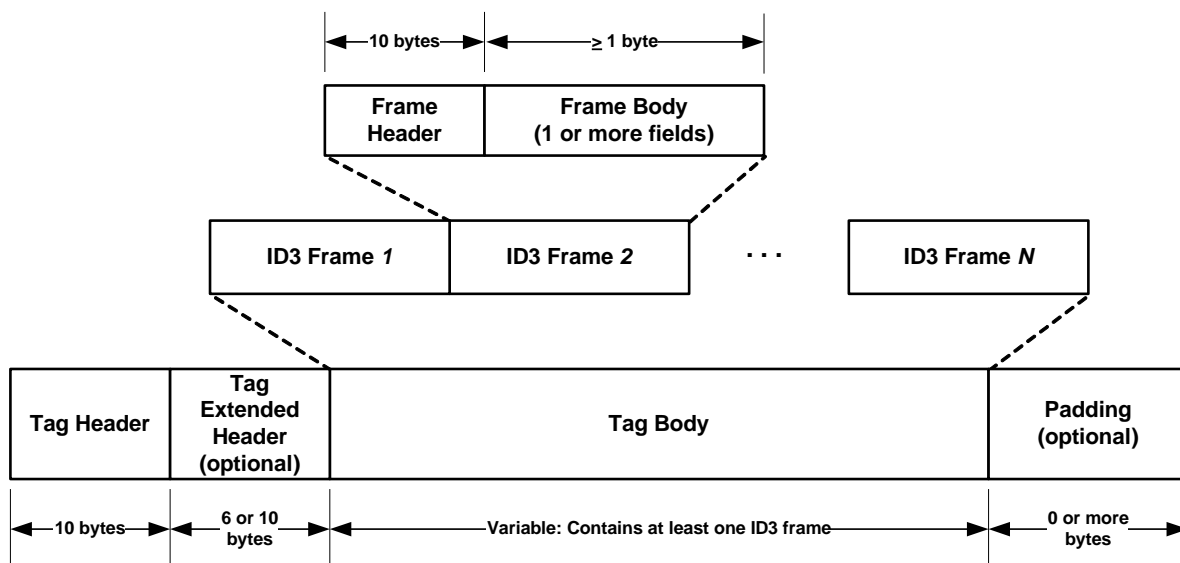 10 bytes
≥ 1 byte
Frame
Header
Frame Body
(1 or more fields)
ID3 Frame 1
ID3 Frame 2
. . .
ID3 Frame N
Tag Header
Tag
Extended
Header
(optional)
Tag Body
Padding
(optional)
10 bytes
6 or 10
bytes
Variable: Contains at least one ID3 frame
0 or more
bytes